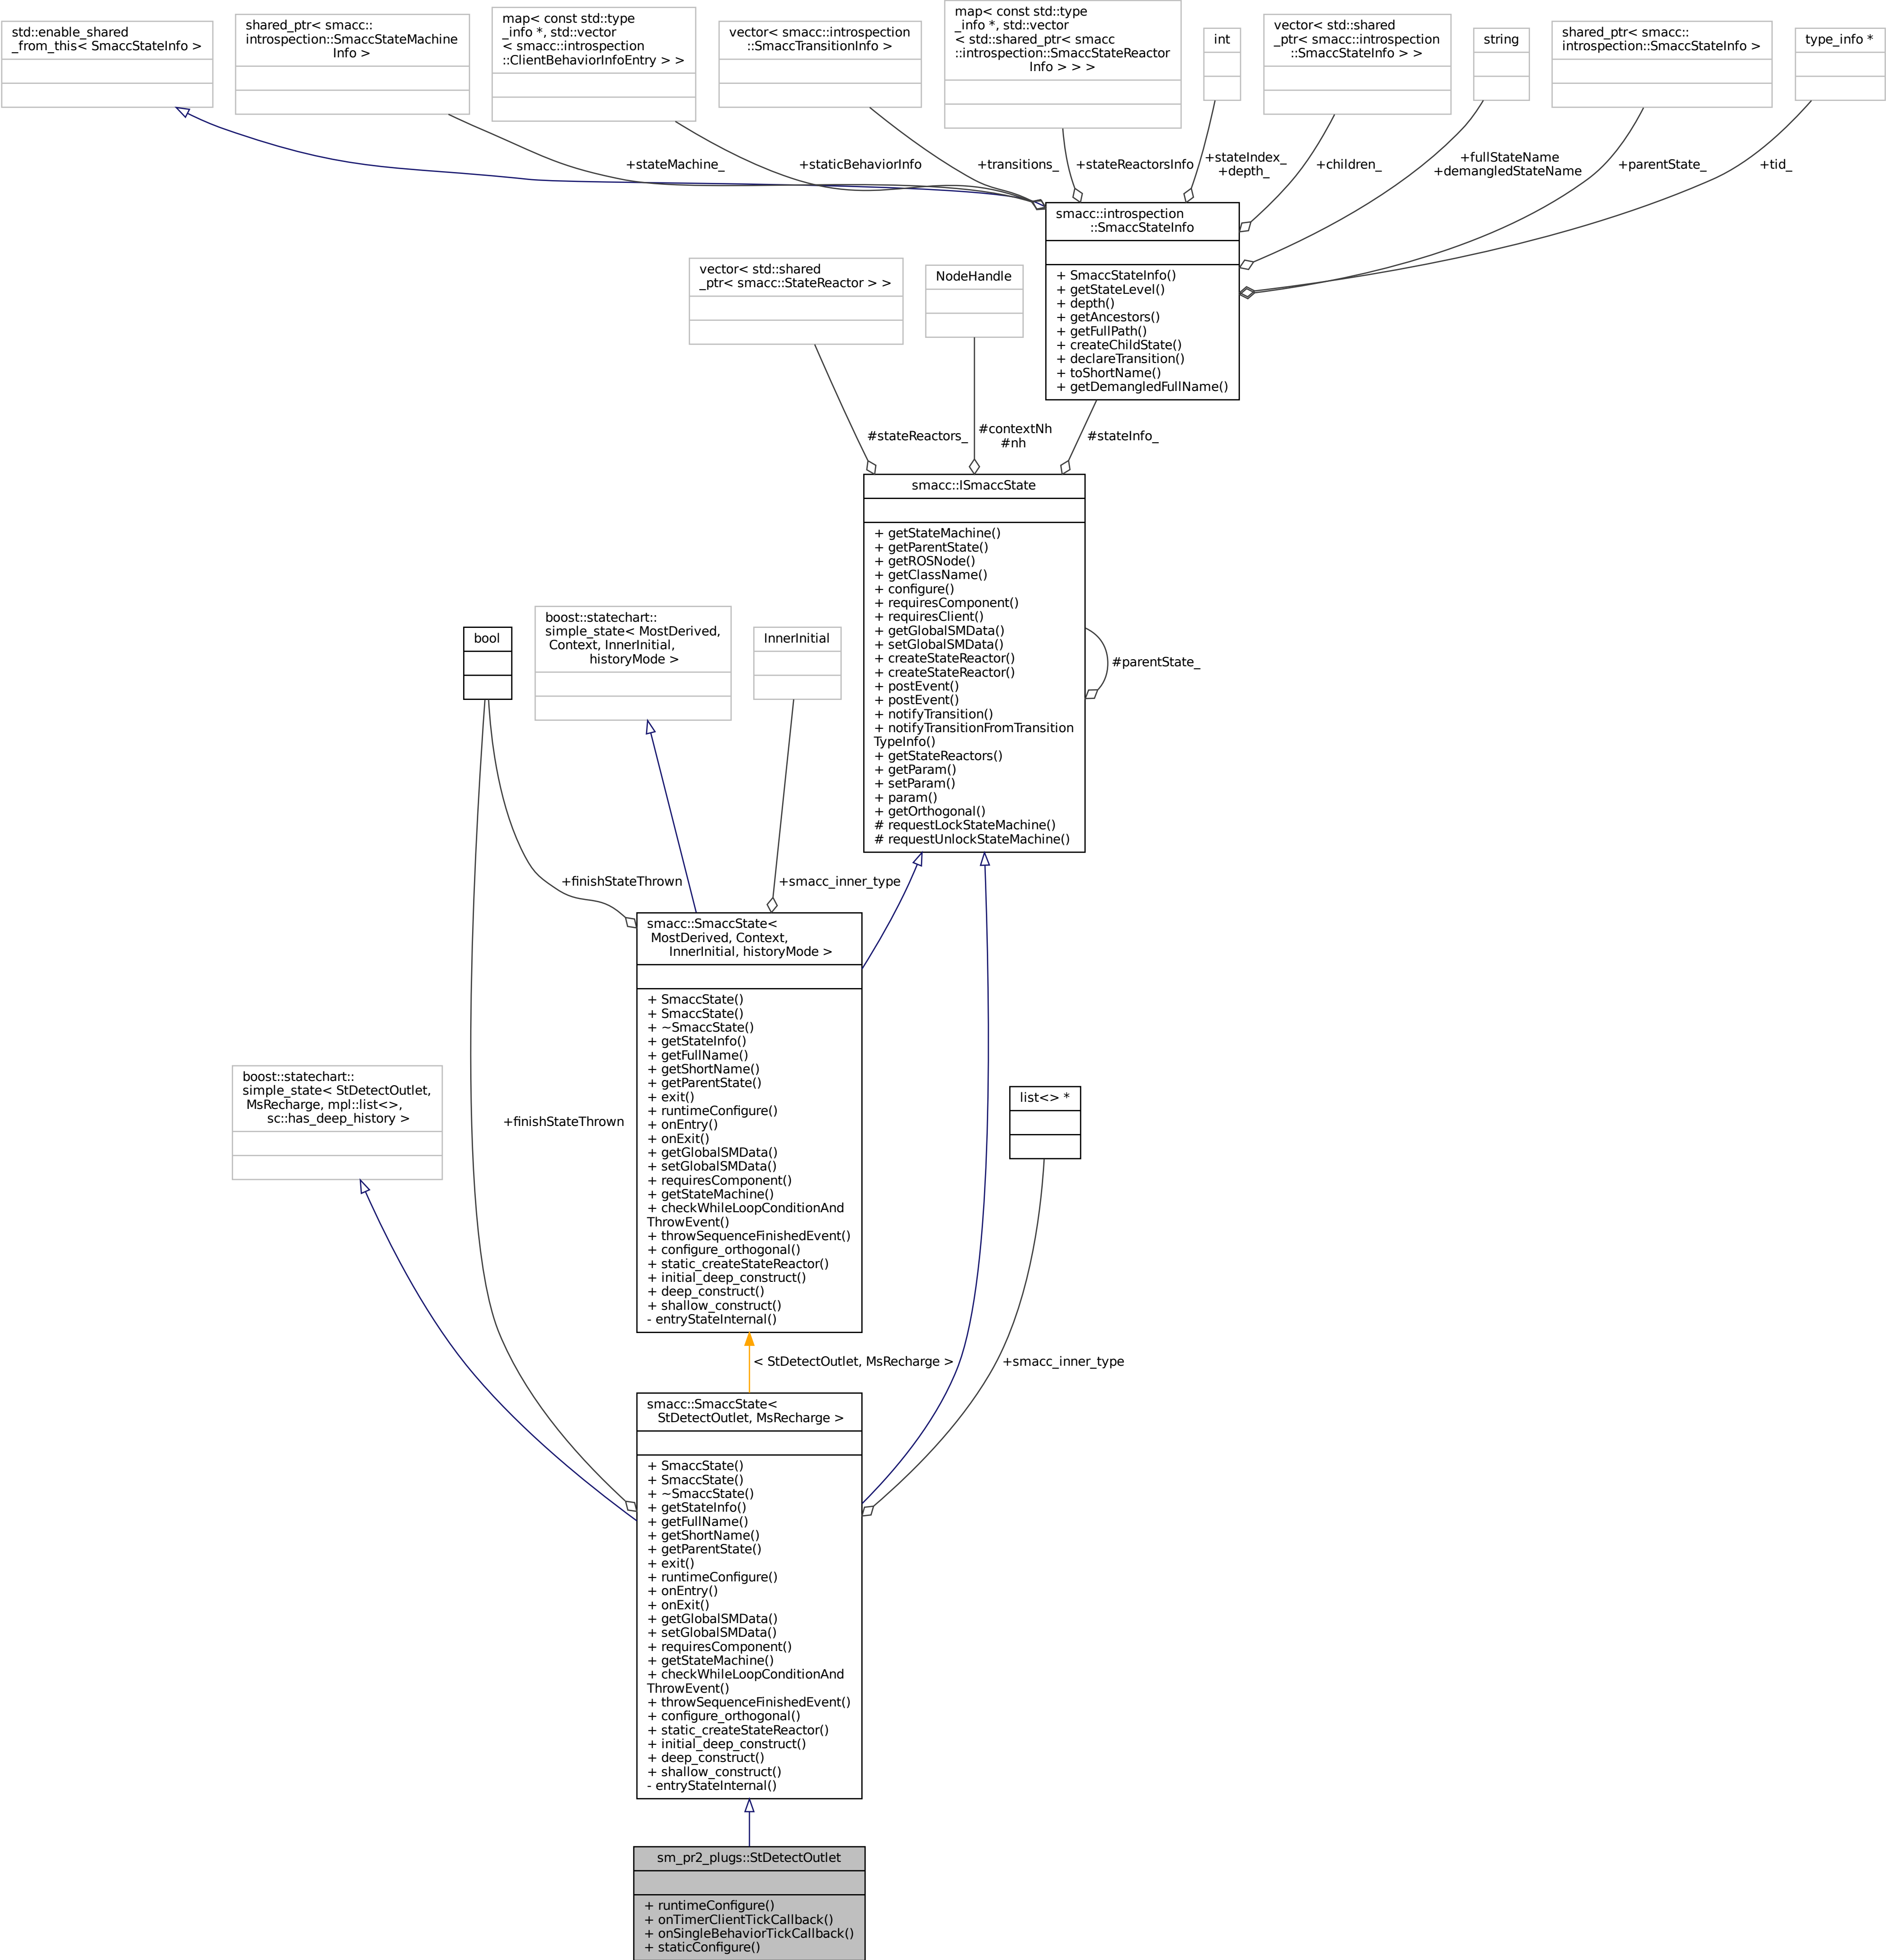 std::enable_shared
_from_this< SmaccStateInfo >
shared_ptr< smacc::
introspection::SmaccStateMachine
Info >
map< const std::type
_info *, std::vector
< smacc::introspection
::ClientBehaviorInfoEntry > >
vector< smacc::introspection
::SmaccTransitionInfo >
map< const std::type
_info *, std::vector
< std::shared_ptr< smacc
::introspection::SmaccStateReactor
Info > > >
int
vector< std::shared
_ptr< smacc::introspection
::SmaccStateInfo > >
string
shared_ptr< smacc::
introspection::SmaccStateInfo >
type_info *
+stateMachine_
+staticBehaviorInfo
+transitions_
+stateReactorsInfo
+stateIndex_
+depth_
+children_
+fullStateName
+demangledStateName
+parentState_
+tid_
smacc::introspection
::SmaccStateInfo
+ SmaccStateInfo()
+ getStateLevel()
+ depth()
+ getAncestors()
+ getFullPath()
+ createChildState()
+ declareTransition()
+ toShortName()
+ getDemangledFullName()
vector< std::shared
_ptr< smacc::StateReactor > >
NodeHandle
#stateReactors_
#contextNh
#nh
#stateInfo_
smacc::ISmaccState
+ getStateMachine()
+ getParentState()
+ getROSNode()
+ getClassName()
+ configure()
+ requiresComponent()
+ requiresClient()
+ getGlobalSMData()
+ setGlobalSMData()
+ createStateReactor()
+ createStateReactor()
+ postEvent()
+ postEvent()
+ notifyTransition()
+ notifyTransitionFromTransition
TypeInfo()
+ getStateReactors()
+ getParam()
+ setParam()
+ param()
+ getOrthogonal()
# requestLockStateMachine()
# requestUnlockStateMachine()
#parentState_
bool
boost::statechart::
simple_state< MostDerived,
Context, InnerInitial,
historyMode >
InnerInitial
+finishStateThrown
+smacc_inner_type
smacc::SmaccState<
MostDerived, Context,
InnerInitial, historyMode >
+ SmaccState()
+ SmaccState()
+ ~SmaccState()
+ getStateInfo()
+ getFullName()
+ getShortName()
+ getParentState()
+ exit()
+ runtimeConfigure()
+ onEntry()
+ onExit()
+ getGlobalSMData()
+ setGlobalSMData()
+ requiresComponent()
+ getStateMachine()
+ checkWhileLoopConditionAnd
ThrowEvent()
+ throwSequenceFinishedEvent()
+ configure_orthogonal()
+ static_createStateReactor()
+ initial_deep_construct()
+ deep_construct()
+ shallow_construct()
- entryStateInternal()
boost::statechart::
simple_state< StDetectOutlet,
MsRecharge, mpl::list<>,
sc::has_deep_history >
+finishStateThrown
list<> *
< StDetectOutlet, MsRecharge >
+smacc_inner_type
smacc::SmaccState<
StDetectOutlet, MsRecharge >
+ SmaccState()
+ SmaccState()
+ ~SmaccState()
+ getStateInfo()
+ getFullName()
+ getShortName()
+ getParentState()
+ exit()
+ runtimeConfigure()
+ onEntry()
+ onExit()
+ getGlobalSMData()
+ setGlobalSMData()
+ requiresComponent()
+ getStateMachine()
+ checkWhileLoopConditionAnd
ThrowEvent()
+ throwSequenceFinishedEvent()
+ configure_orthogonal()
+ static_createStateReactor()
+ initial_deep_construct()
+ deep_construct()
+ shallow_construct()
- entryStateInternal()
sm_pr2_plugs::StDetectOutlet
+ runtimeConfigure()
+ onTimerClientTickCallback()
+ onSingleBehaviorTickCallback()
+ staticConfigure()